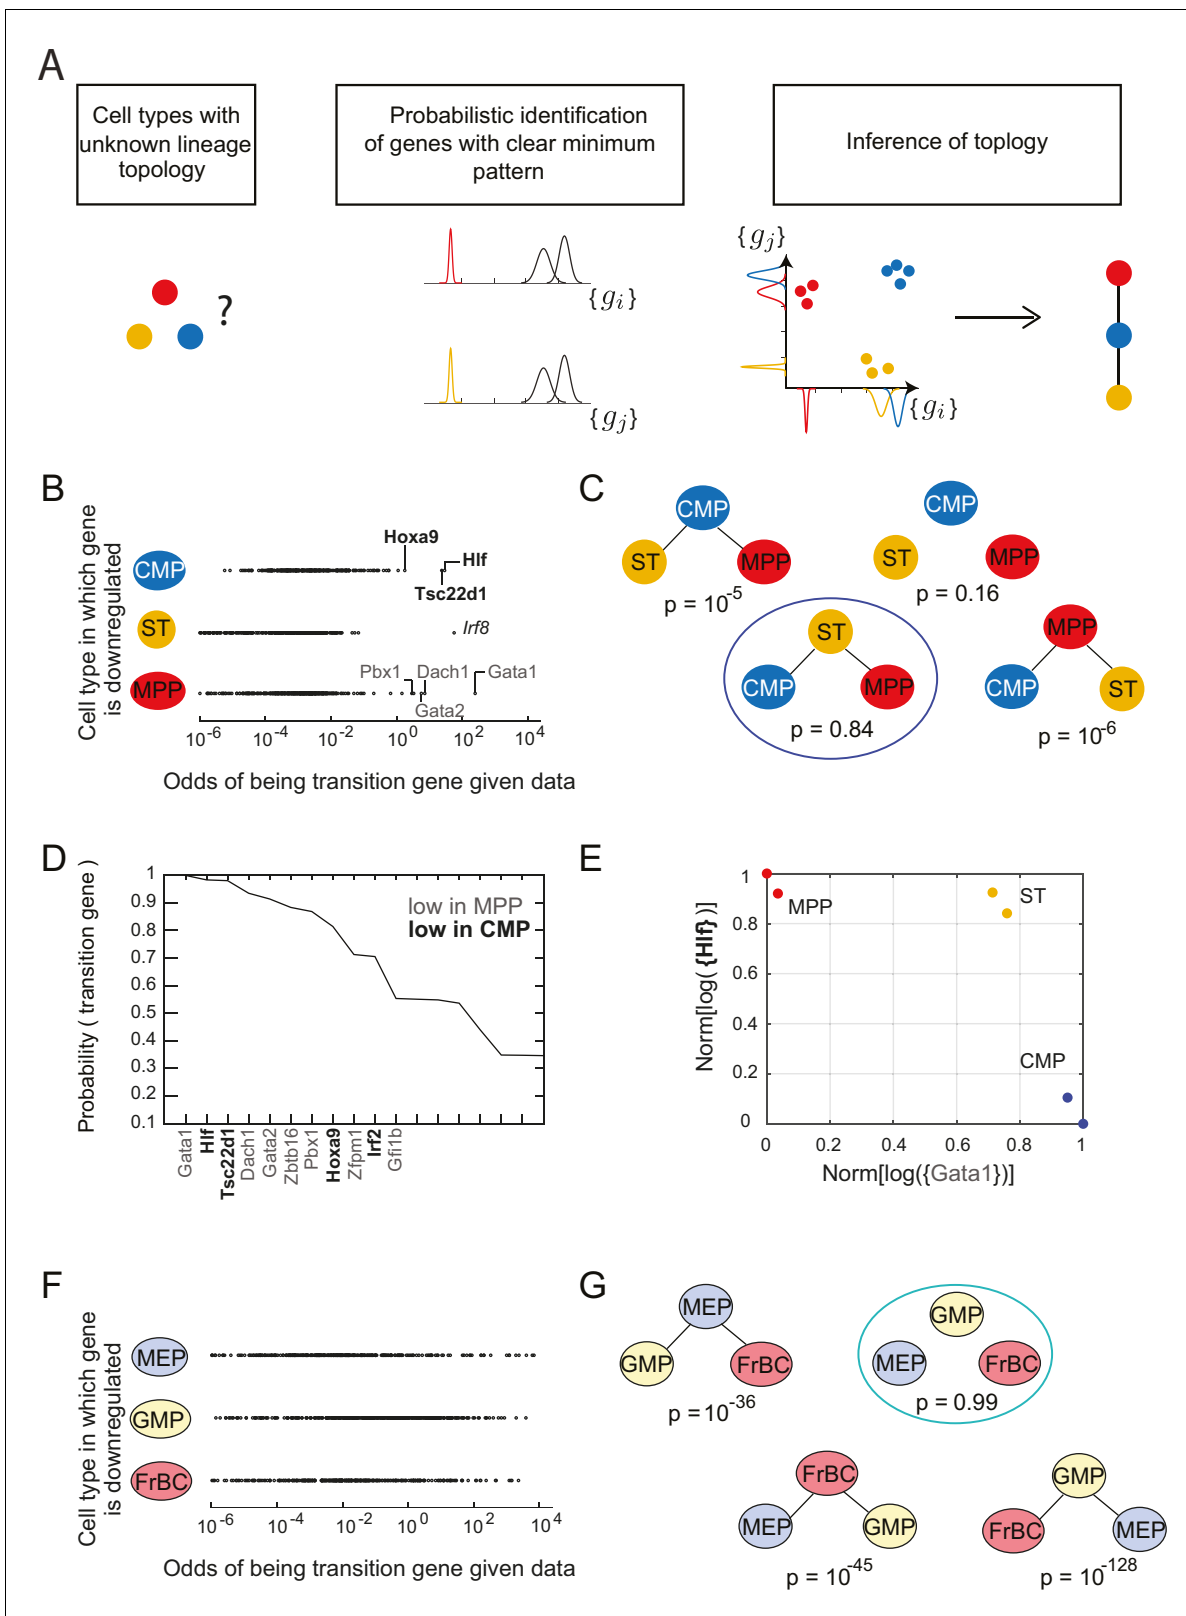 A
Cell types with
unknown lineage
topology
Probabilistic identification
of genes with clear minimum
pattern
Inference of toplogy
?
{g_i}
{g_j}
{g_j}
{g_i}
B
Cell type in which gene
is downregulated
CMP
ST
MPP
Hoxa9
Hlf
Tsc22d1
Irf8
Pbx1
Dach1
Gata1
Gata2
10^-6 10^-4 10^-2 10^0 10^2 10^4
Odds of being transition gene given data
C
CMP
ST
MPP
p = 10^-5
CMP
ST
MPP
p = 0.16
ST
CMP
MPP
p = 0.84
MPP
CMP
ST
p = 10^-6
D
Probability ( transition gene )
1
0.9
0.8
0.7
0.6
0.5
0.4
0.3
0.2
0.1
low in MPP
low in CMP
Gata1
Hlf
Tsc22d1
Dach1
Gata2
Zbtb16
Pbx1
Hoxa9
Zfpm1
Irf2
Gfi1b
E
Norm[log( {Hlf} )]
1
0.8
0.6
0.4
0.2
0
MPP
ST
CMP
0 0.2 0.4 0.6 0.8 1
Norm[log({Gata1})]
F
Cell type in which gene
is downregulated
MEP
GMP
FrBC
10^-6 10^-4 10^-2 10^0 10^2 10^4
Odds of being transition gene given data
G
MEP
GMP
FrBC
p = 10^-36
GMP
MEP
FrBC
p = 0.99
FrBC
MEP
GMP
p = 10^-45
GMP
FrBC
MEP
p = 10^-128